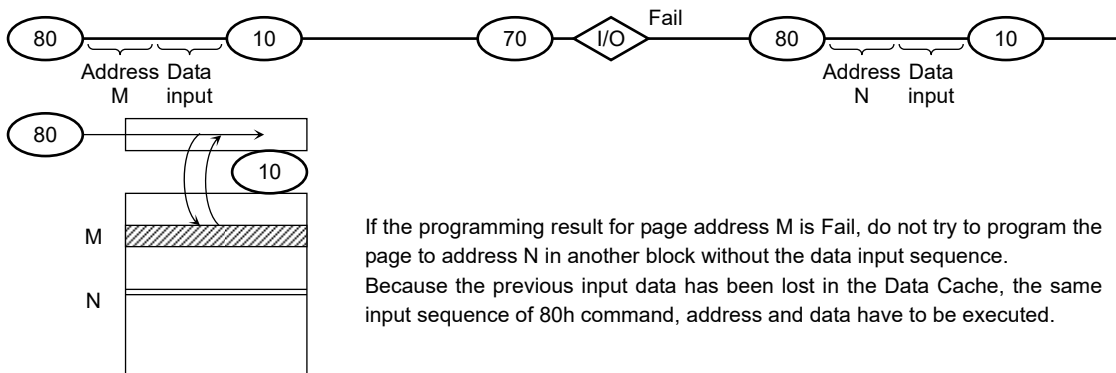 Fail
80 10 70 I/O 80 10
Address Data Address Data
M input N input
80
10
M
N
If the programming result for page address M is Fail, do not try to program the
page to address N in another block without the data input sequence.
Because the previous input data has been lost in the Data Cache, the same
input sequence of 80h command, address and data have to be executed.